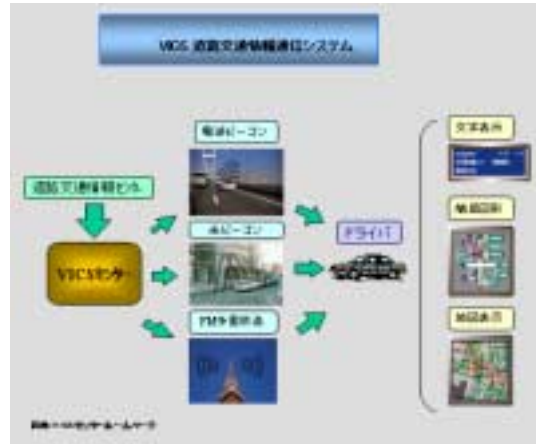 VICS 道路交通情報通信システム
電波ビーコン
文字表示
道路交通情報センター
光ビーコン
ドライバ
簡易図形
VICSセンター
FM多重放送
地図表示